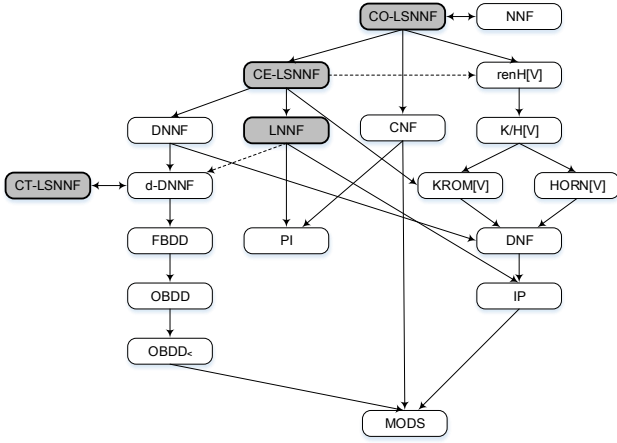 CO-LSNNF
NNF
CE-LSNNF
renH[V]
DNNF
LNNF
CNF
K/H[V]
CT-LSNNF
d-DNNF
KROM[V]
HORN[V]
FBDD
PI
DNF
OBDD
IP
OBDD<
MODS